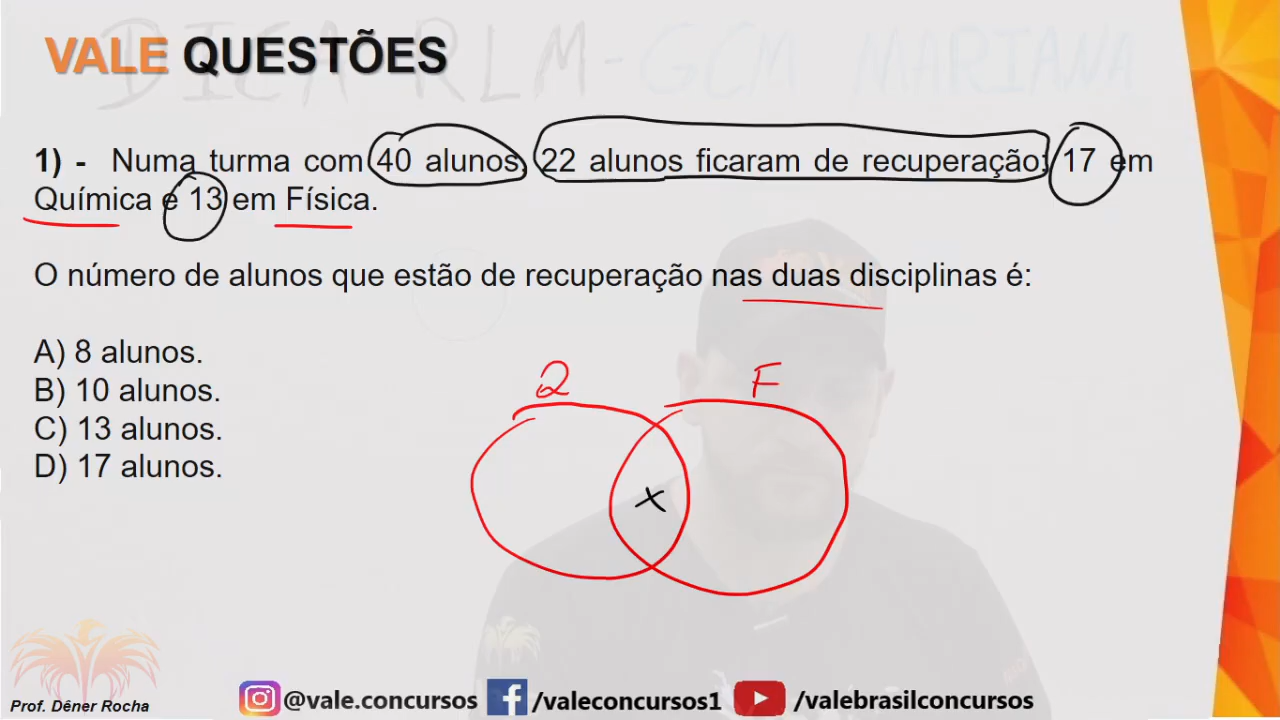 DICA RLM - GCM MARIANA
VALE QUESTÕES
1) - Numa turma com 40 alunos, 22 alunos ficaram de recuperação: 17 em
Química e 13 em Física.
O número de alunos que estão de recuperação nas duas disciplinas é:
A) 8 alunos.
B) 10 alunos.
C) 13 alunos.
D) 17 alunos.
Q F
x
Prof. Dêner Rocha
@vale.concursos /valeconcursos1 /valebrasilconcursos